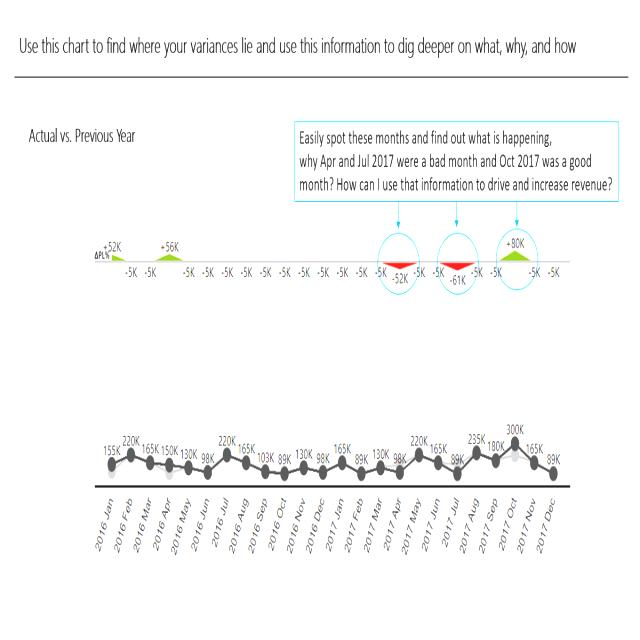 Use this chart to find where your variances lie and use this information to dig deeper on what, why, and how
Actual vs. Previous Year
Easily spot these months and find out what is happening,
why Apr and Jul 2017 were a bad month and Oct 2017 was a good
month? How can I use that information to drive and increase revenue?
ΔPL% +52K -5K -5K +56K -5K -5K -5K -5K -5K -5K -5K -5K -5K -5K -5K -52K -5K -5K -61K -5K -5K +80K -5K -5K
155K 220K 165K 150K 130K 98K 220K 165K 103K 89K 130K 98K 165K 89K 130K 98K 220K 165K 89K 235K 180K 300K 165K 89K
2016 Jan 2016 Feb 2016 Mar 2016 Apr 2016 May 2016 Jun 2016 Jul 2016 Aug 2016 Sep 2016 Oct 2016 Nov 2016 Dec 2017 Jan 2017 Feb 2017 Mar 2017 Apr 2017 May 2017 Jun 2017 Jul 2017 Aug 2017 Sep 2017 Oct 2017 Nov 2017 Dec